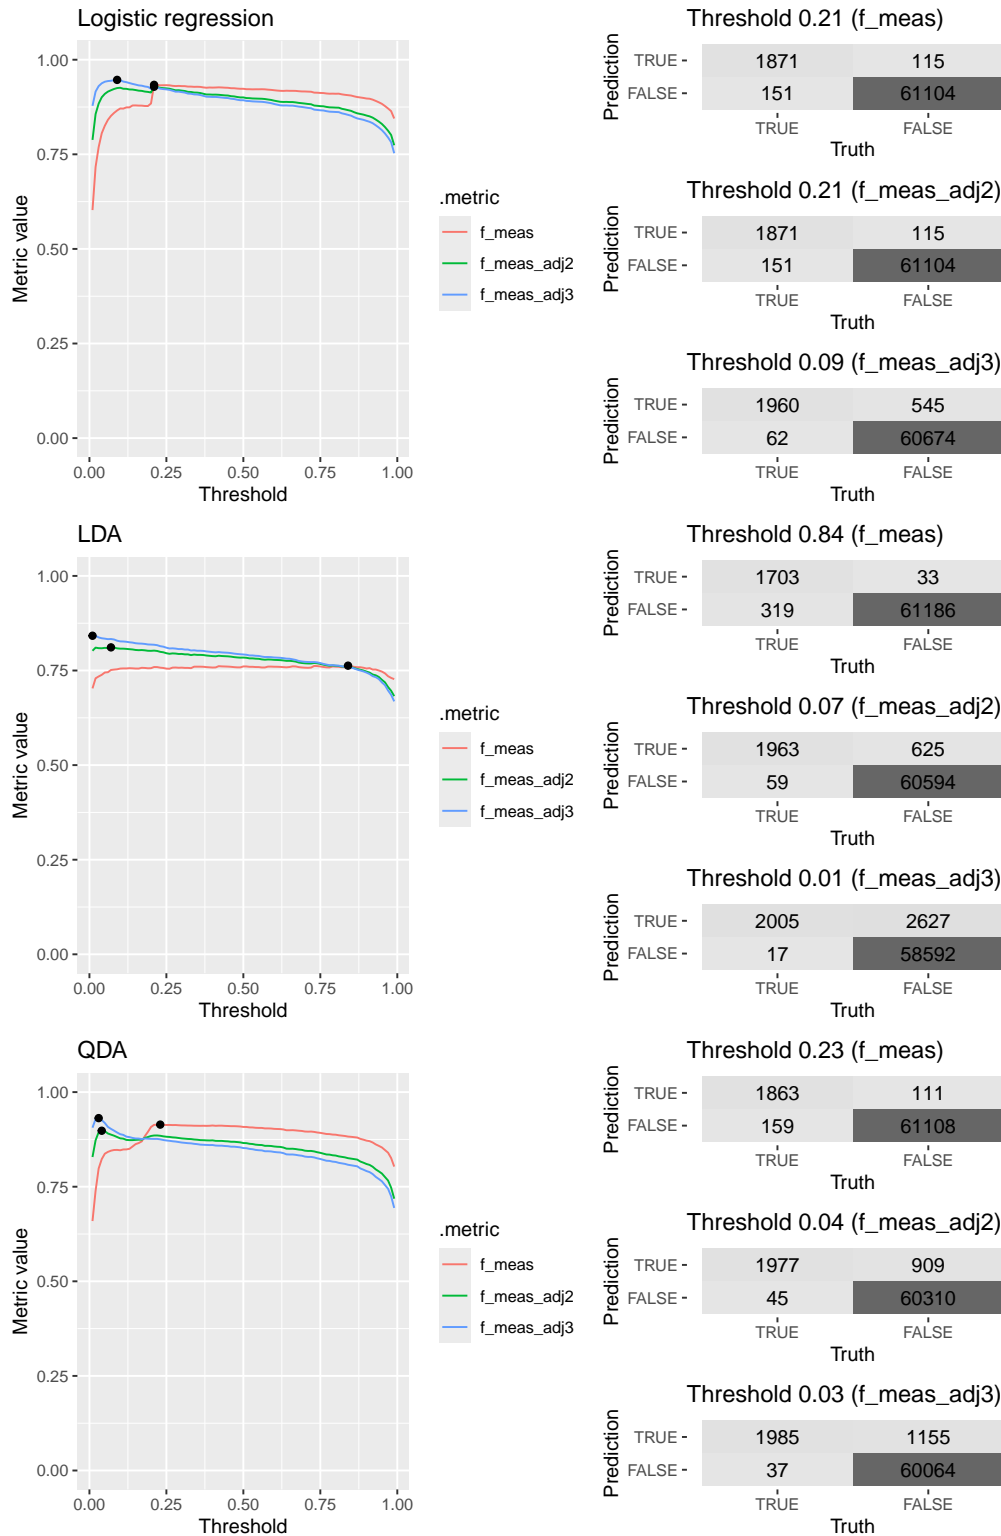 Logistic regression
1.00
0.75
0.50
0.25
0.00
Metric value
0.00 0.25 0.50 0.75 1.00
Threshold
.metric
f_meas
f_meas_adj2
f_meas_adj3
Threshold 0.21 (f_meas)
Prediction
TRUE 1871 115
FALSE 151 61104
TRUE FALSE
Truth
Threshold 0.21 (f_meas_adj2)
Prediction
TRUE 1871 115
FALSE 151 61104
TRUE FALSE
Truth
Threshold 0.09 (f_meas_adj3)
Prediction
TRUE 1960 545
FALSE 62 60674
TRUE FALSE
Truth
LDA
1.00
0.75
0.50
0.25
0.00
Metric value
0.00 0.25 0.50 0.75 1.00
Threshold
.metric
f_meas
f_meas_adj2
f_meas_adj3
Threshold 0.84 (f_meas)
Prediction
TRUE 1703 33
FALSE 319 61186
TRUE FALSE
Truth
Threshold 0.07 (f_meas_adj2)
Prediction
TRUE 1963 625
FALSE 59 60594
TRUE FALSE
Truth
Threshold 0.01 (f_meas_adj3)
Prediction
TRUE 2005 2627
FALSE 17 58592
TRUE FALSE
Truth
QDA
1.00
0.75
0.50
0.25
0.00
Metric value
0.00 0.25 0.50 0.75 1.00
Threshold
.metric
f_meas
f_meas_adj2
f_meas_adj3
Threshold 0.23 (f_meas)
Prediction
TRUE 1863 111
FALSE 159 61108
TRUE FALSE
Truth
Threshold 0.04 (f_meas_adj2)
Prediction
TRUE 1977 909
FALSE 45 60310
TRUE FALSE
Truth
Threshold 0.03 (f_meas_adj3)
Prediction
TRUE 1985 1155
FALSE 37 60064
TRUE FALSE
Truth